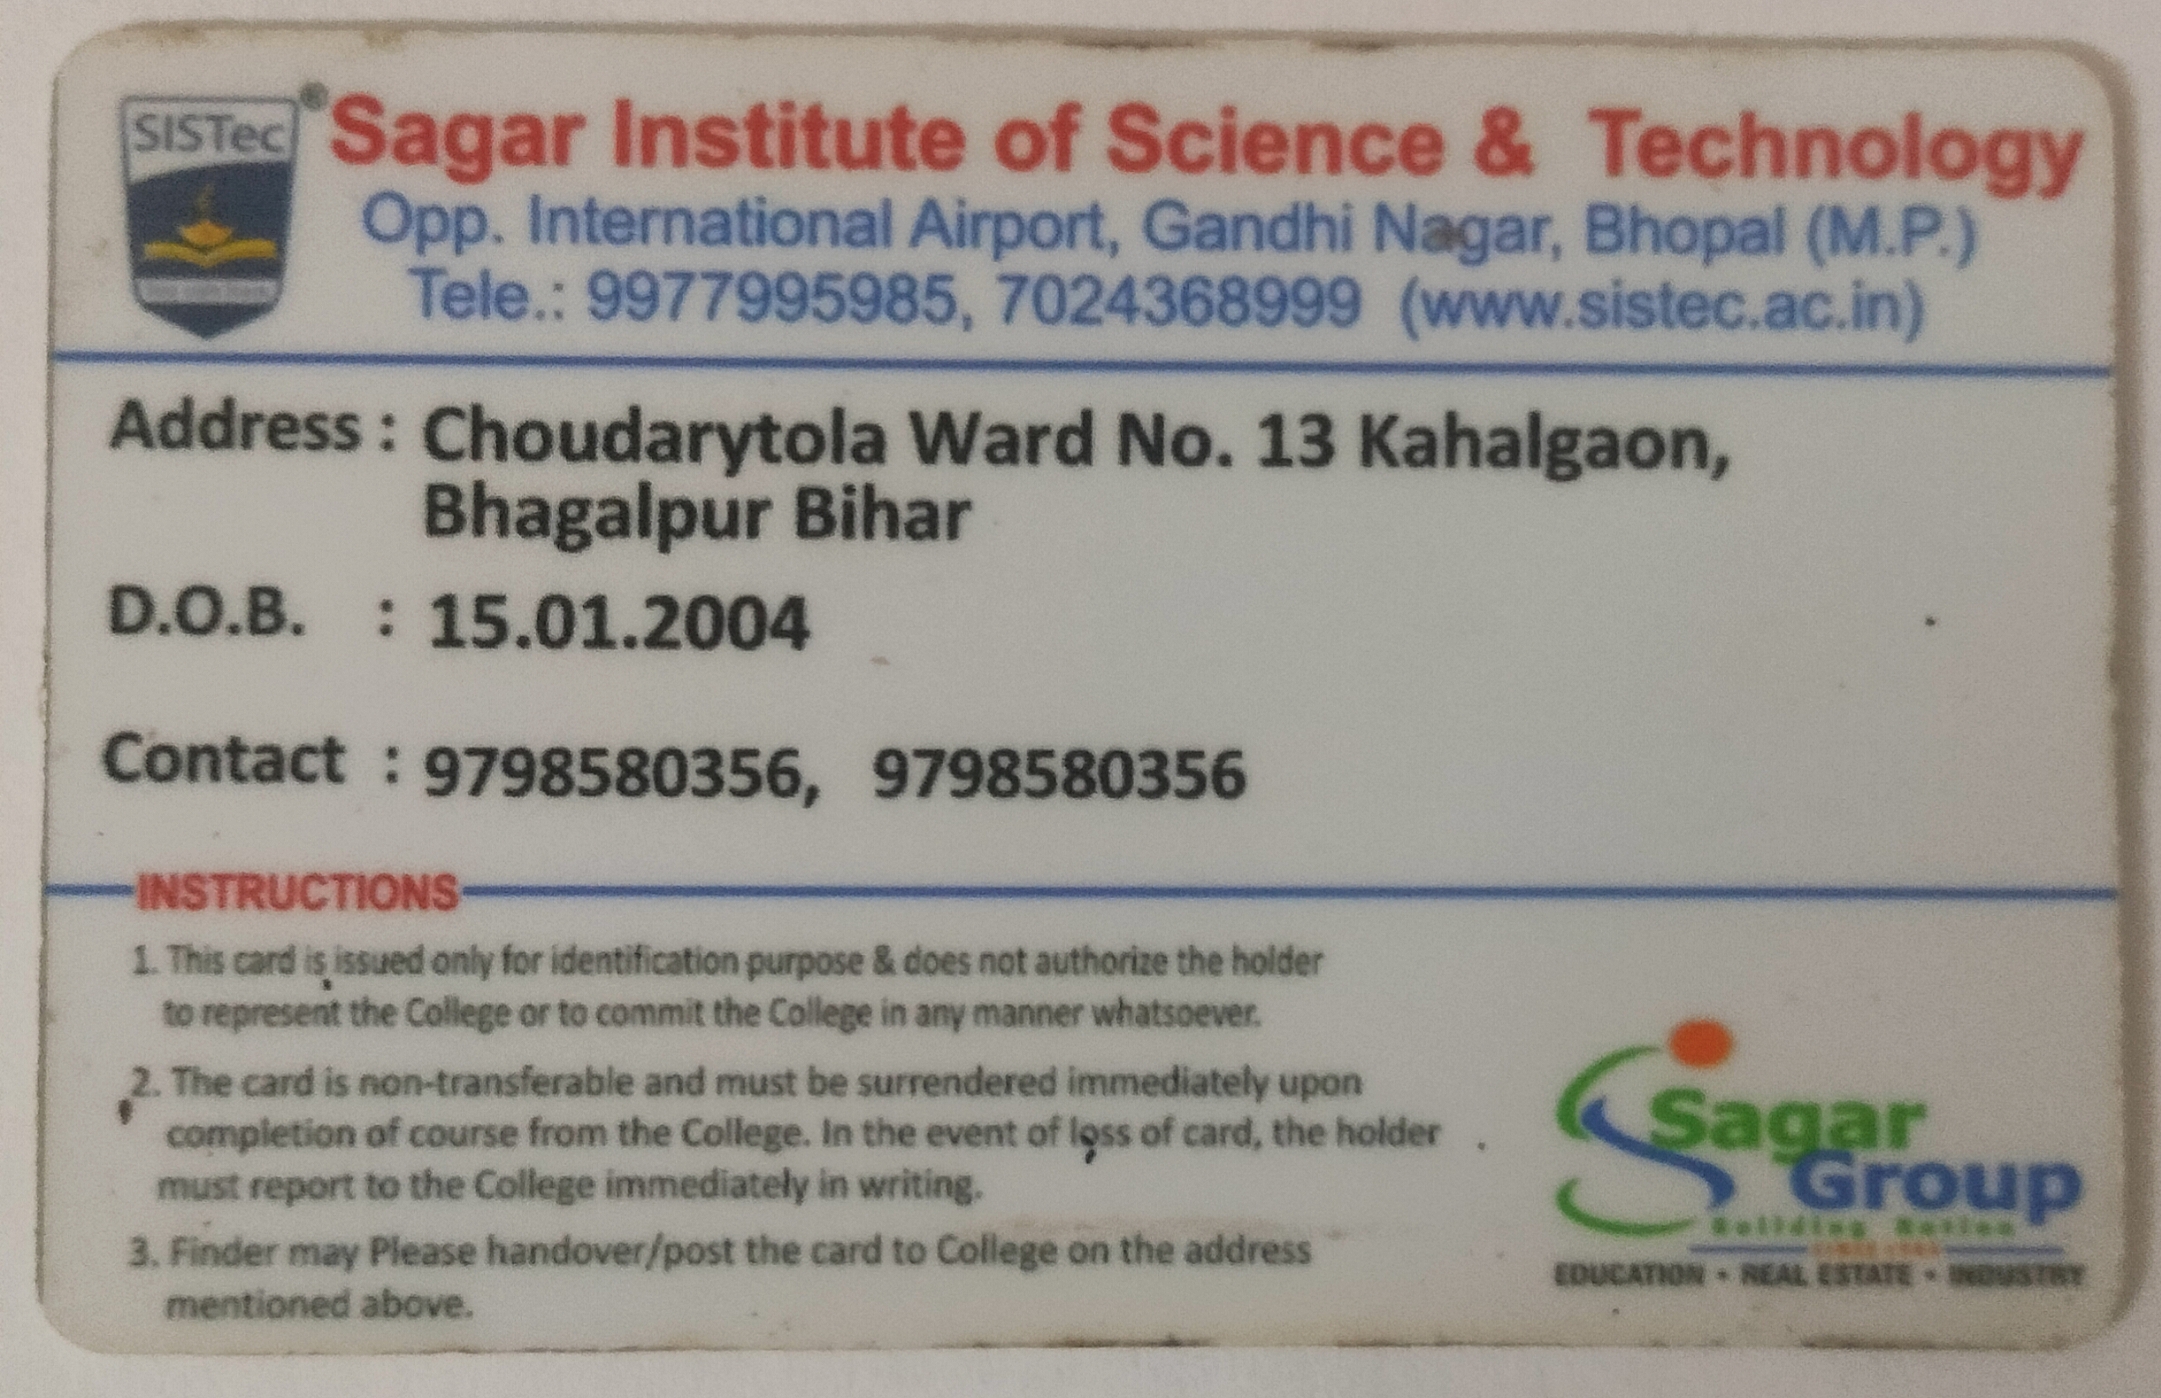 SISTec
®
Sagar Institute of Science & Technology
Opp. International Airport, Gandhi Nagar, Bhopal (M.P.)
Tele.: 9977995985, 7024368999 (www.sistec.ac.in)
Address : Choudarytola Ward No. 13 Kahalgaon,
Bhagalpur Bihar
D.O.B. : 15.01.2004
Contact : 9798580356, 9798580356
INSTRUCTIONS
1. This card is issued only for identification purpose & does not authorize the holder
to represent the College or to commit the College in any manner whatsoever.
2. The card is non-transferable and must be surrendered immediately upon
completion of course from the College. In the event of loss of card, the holder
must report to the College immediately in writing.
3. Finder may Please handover/post the card to College on the address
mentioned above.
Sagar
Group
Building Nation
EDUCATION • REAL ESTATE • INDUSTRY